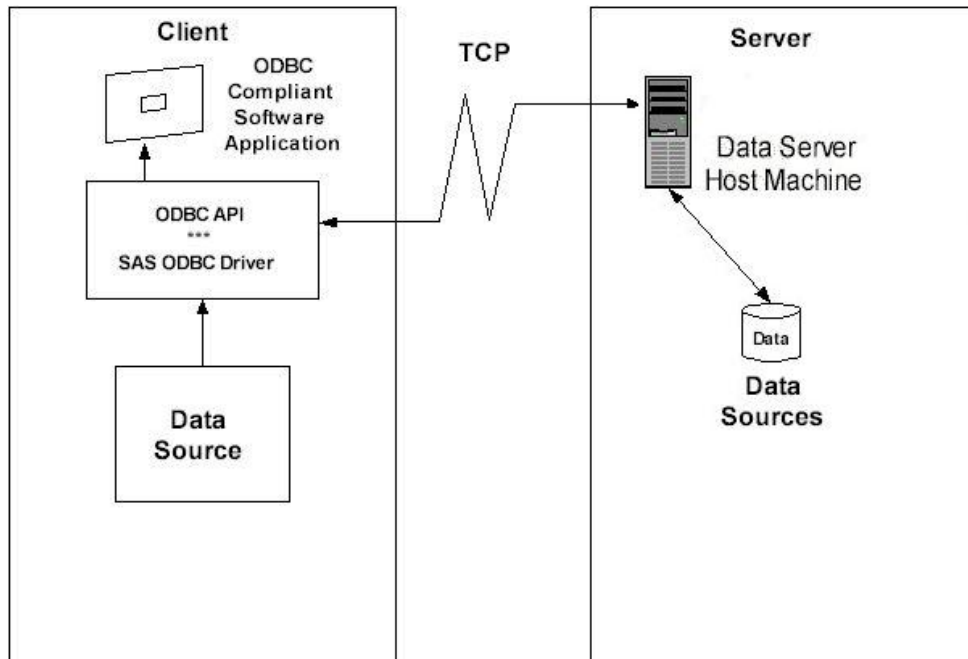 Client
ODBC
Compliant
Software
Application
ODBC API
***
SAS ODBC Driver
Data
Source
TCP
Server
Data Server
Host Machine
Data
Data
Sources